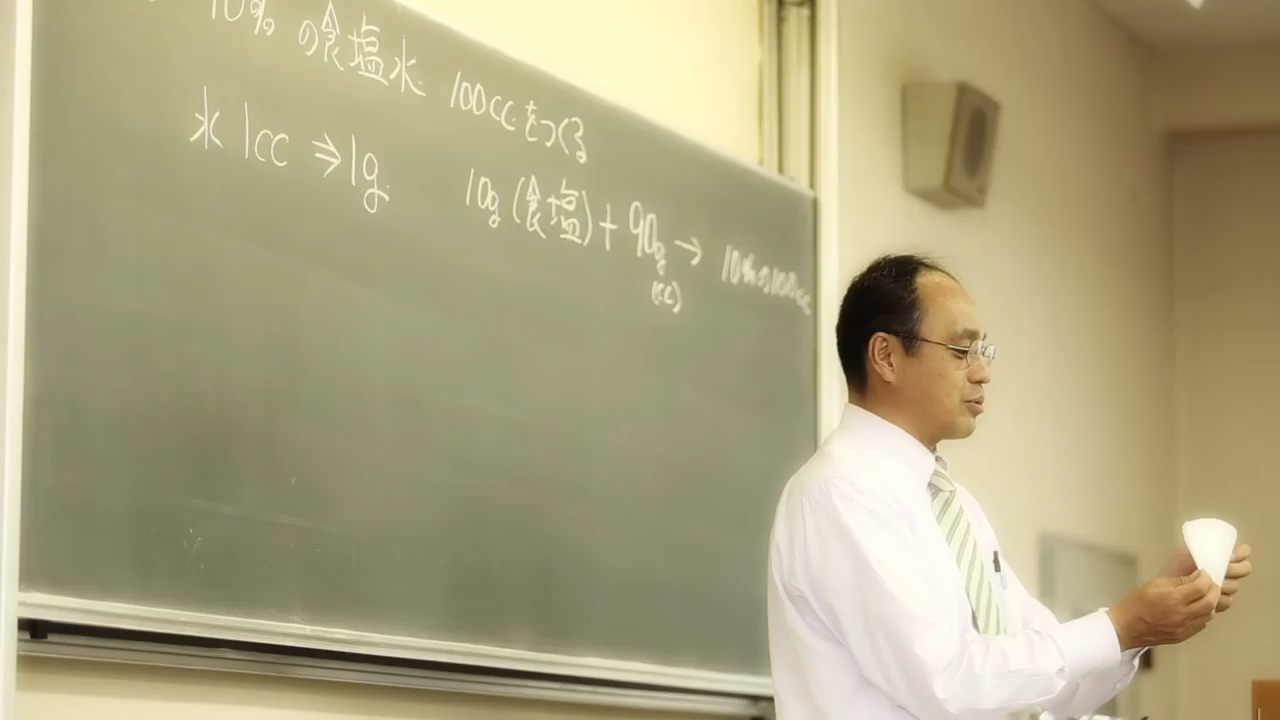 10%の食塩水 100ccをつくる
水 1cc ⇒ 1g 10g (食塩) + 90g → 10%の100cc
(cc)